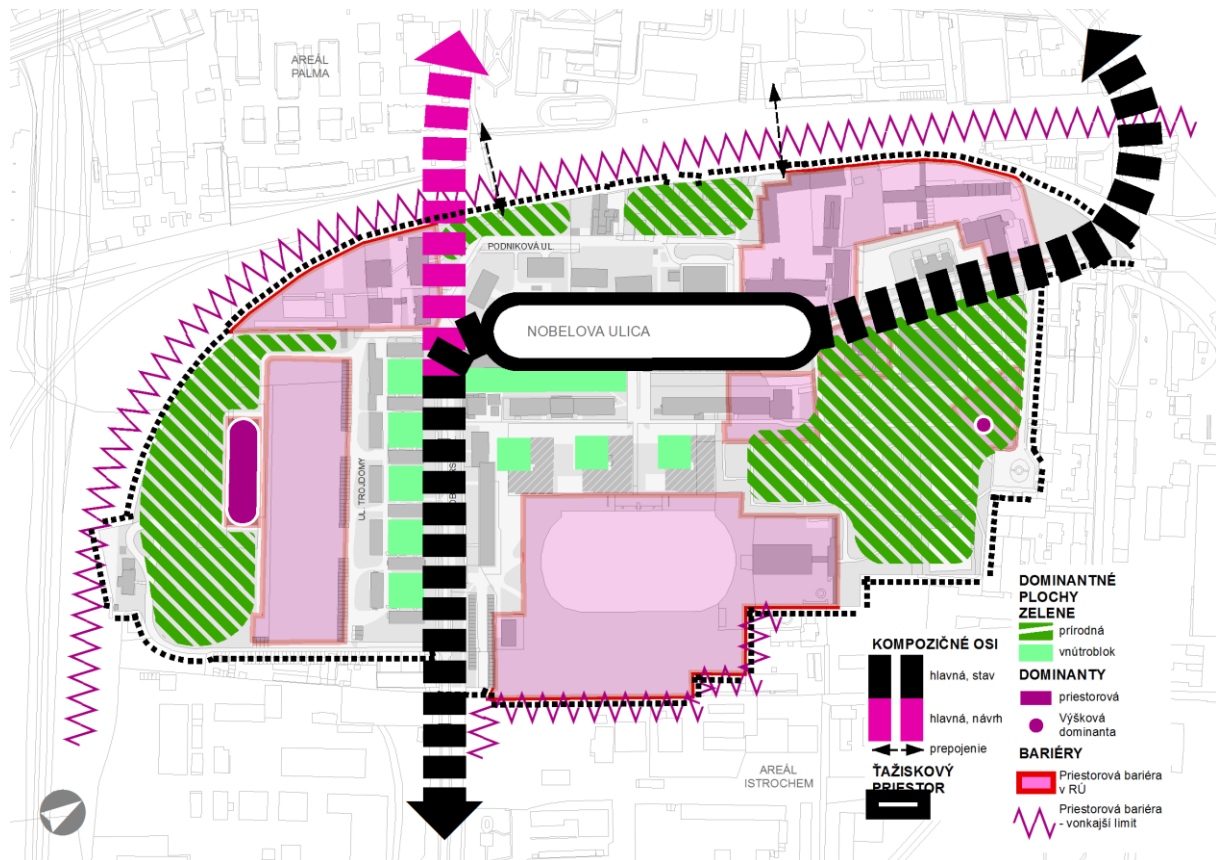 AREÁL
PALMA
PODNIKOVÁ UL.
NOBELOVA ULICA
UL. TROJDOMY
AREÁL
ISTROCHEM
KOMPOZIČNÉ OSI
hlavná, stav
hlavná, návrh
prepojenie
ŤAŽISKOVÝ
PRIESTOR
DOMINANTNÉ
PLOCHY
ZELENE
prírodná
vnútroblok
DOMINANTY
priestorová
Výšková
dominanta
BARIÉRY
Priestorová bariéra
v RÚ
Priestorová bariéra
- vonkajší limit